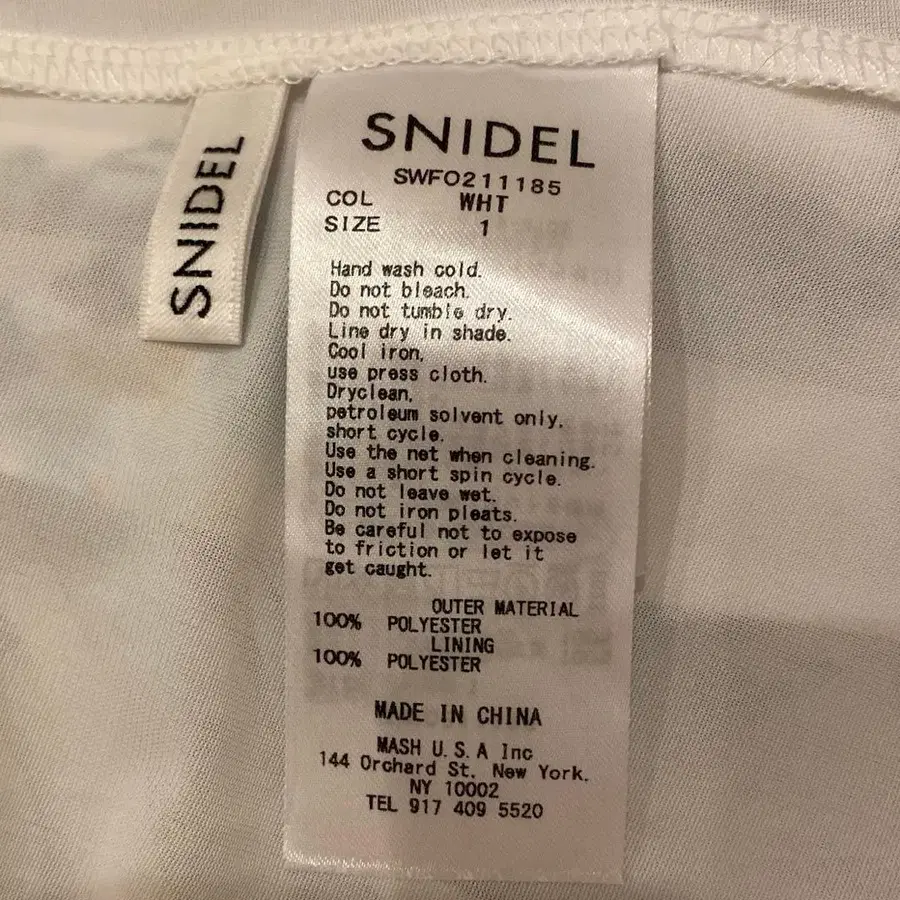 SNIDEL
SNIDEL
SWFO211185
COL WHT
SIZE 1
Hand wash cold.
Do not bleach.
Do not tumble dry.
Line dry in shade.
Cool iron,
use press cloth.
Dryclean,
petroleum solvent only,
short cycle.
Use the net when cleaning.
Use a short spin cycle.
Do not leave wet.
Do not iron pleats.
Be careful not to expose
to friction or let it
get caught.
OUTER MATERIAL
100% POLYESTER
LINING
100% POLYESTER
MADE IN CHINA
MASH U.S.A Inc
144 Orchard St. New York.
NY 10002
TEL 917 409 5520